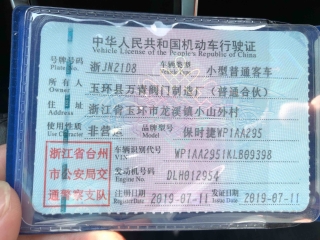 中华人民共和国机动车行驶证
Vehicle License of the People's Republic of China
号牌号码 浙JNZ1D8 车辆类型 小型普通客车
Plate No. Vehicle Type
所有人 玉环县万青阀门制造厂（普通合伙）
Owner
住址 浙江省玉环市龙溪镇小山外村
Address
使用性质 非营运 品牌型号 保时捷WP1AA295
Use Character Model
浙江省台州 车辆识别代号 WP1AA2951KLB09398
VIN
市公安局交 发动机号码 DLH012954
Engine No.
通警察支队 注册日期 2019-07-11 发证日期 2019-07-11
Register Date Issue Date